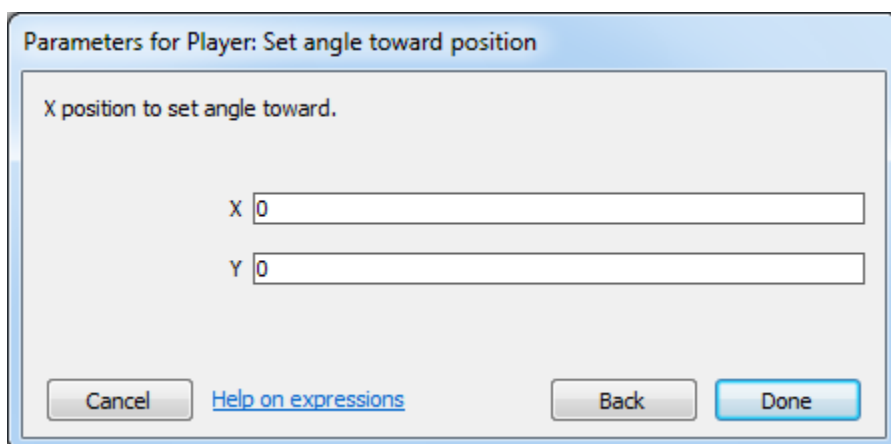 Parameters for Player: Set angle toward position
X position to set angle toward.
X 0
Y 0
Cancel Help on expressions Back Done